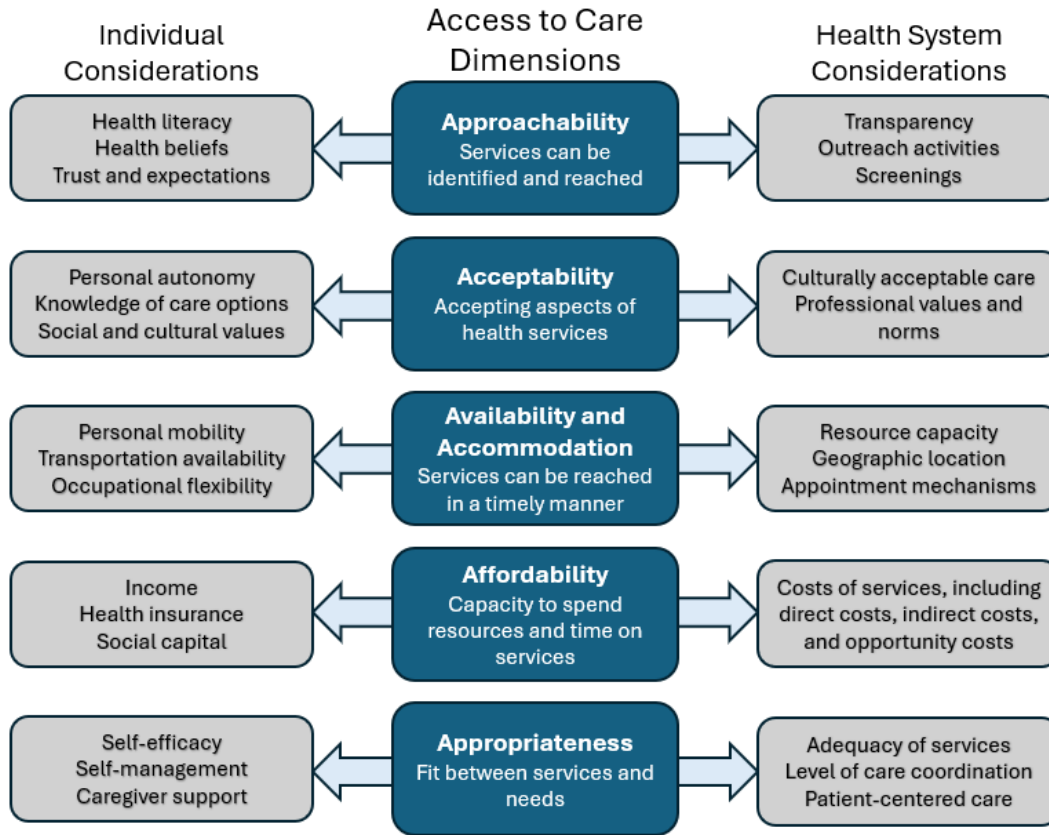 Individual
Considerations
Access to Care
Dimensions
Health System
Considerations
Health literacy
Health beliefs
Trust and expectations
Approachability
Services can be
identified and reached
Transparency
Outreach activities
Screenings
Personal autonomy
Knowledge of care options
Social and cultural values
Acceptability
Accepting aspects of
health services
Culturally acceptable care
Professional values and
norms
Personal mobility
Transportation availability
Occupational flexibility
Availability and
Accommodation
Services can be reached
in a timely manner
Resource capacity
Geographic location
Appointment mechanisms
Income
Health insurance
Social capital
Affordability
Capacity to spend
resources and time on
services
Costs of services, including
direct costs, indirect costs,
and opportunity costs
Self-efficacy
Self-management
Caregiver support
Appropriateness
Fit between services and
needs
Adequacy of services
Level of care coordination
Patient-centered care